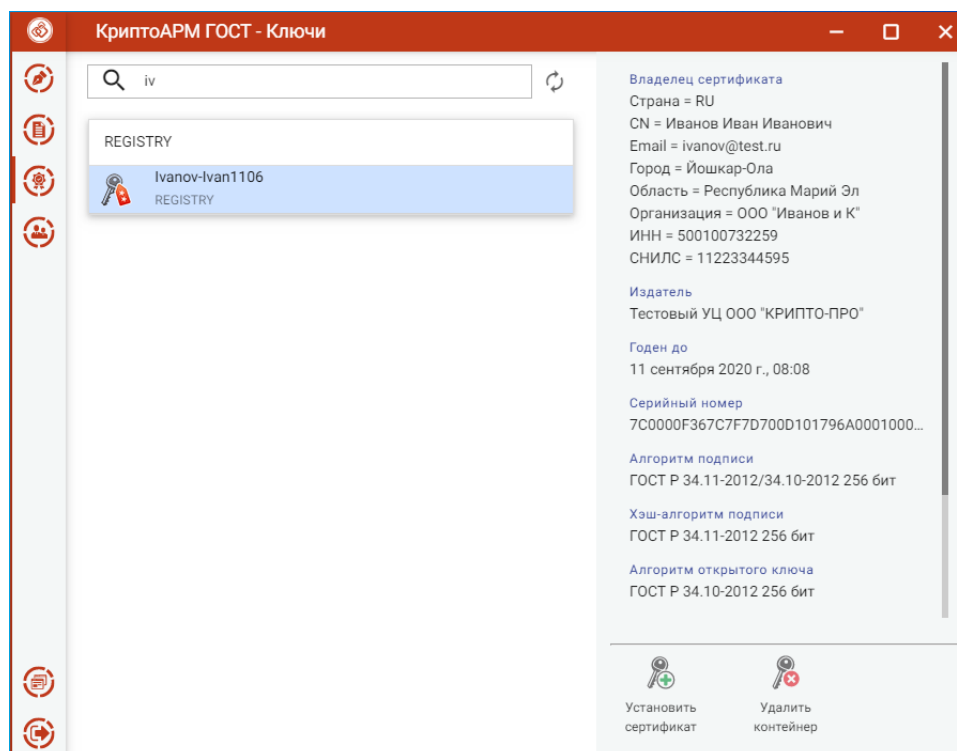 КриптоАРМ ГОСТ - Ключи
iv
REGISTRY
Ivanov-Ivan1106
REGISTRY
Владелец сертификата
Страна = RU
CN = Иванов Иван Иванович
Email = ivanov@test.ru
Город = Йошкар-Ола
Область = Республика Марий Эл
Организация = ООО "Иванов и К"
ИНН = 500100732259
СНИЛС = 11223344595
Издатель
Тестовый УЦ ООО "КРИПТО-ПРО"
Годен до
11 сентября 2020 г., 08:08
Серийный номер
7C0000F367C7F7D700D101796A0001000...
Алгоритм подписи
ГОСТ Р 34.11-2012/34.10-2012 256 бит
Хэш-алгоритм подписи
ГОСТ Р 34.11-2012 256 бит
Алгоритм открытого ключа
ГОСТ Р 34.10-2012 256 бит
Установить
сертификат
Удалить
контейнер